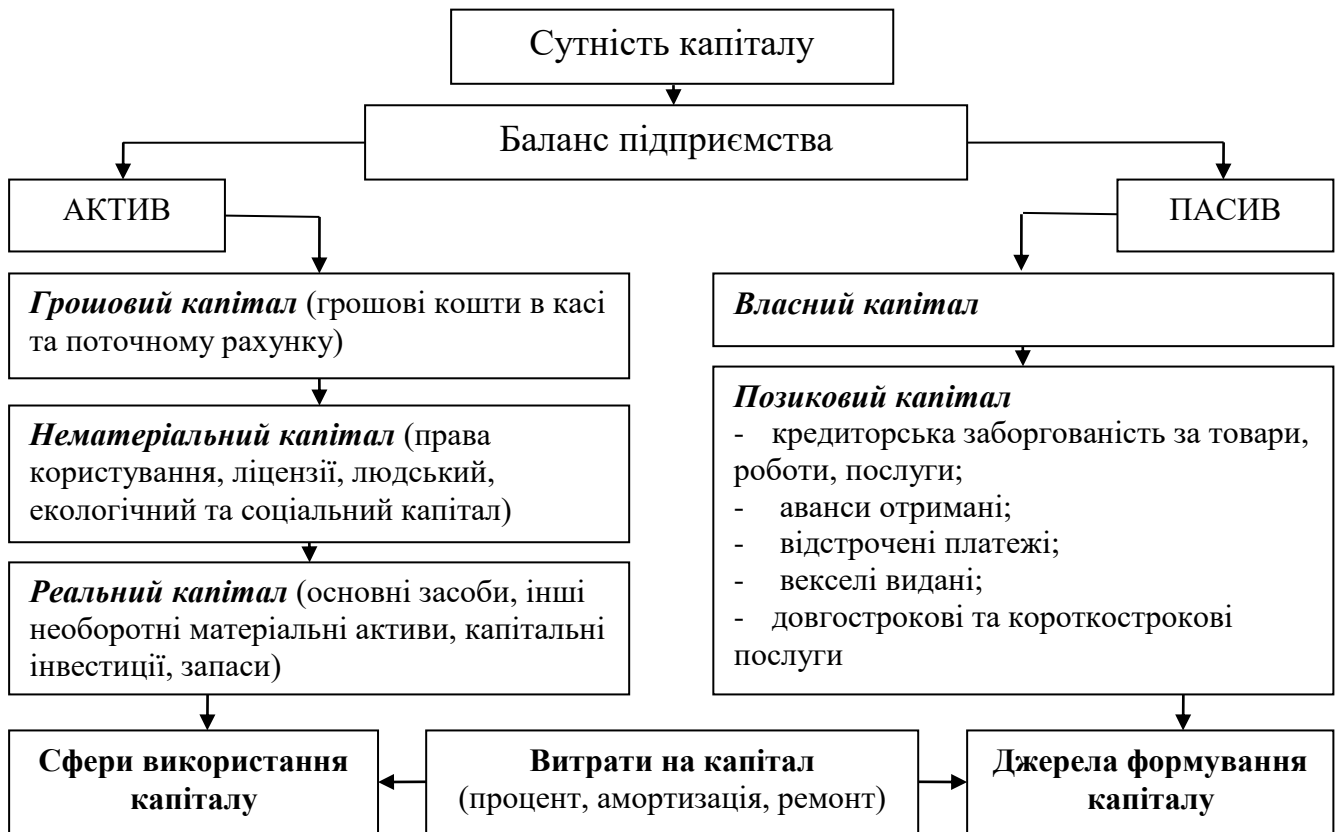 Сутність капіталу
Баланс підприємства
АКТИВ
ПАСИВ
Грошовий капітал (грошові кошти в касі
та поточному рахунку)
Нематеріальний капітал (права
користування, ліцензії, людський,
екологічний та соціальний капітал)
Реальний капітал (основні засоби, інші
необоротні матеріальні активи, капітальні
інвестиції, запаси)
Власний капітал
Позиковий капітал
- кредиторська заборгованість за товари,
роботи, послуги;
- аванси отримані;
- відстрочені платежі;
- векселі видані;
- довгострокові та короткострокові
послуги
Сфери використання
капіталу
Витрати на капітал
(процент, амортизація, ремонт)
Джерела формування
капіталу